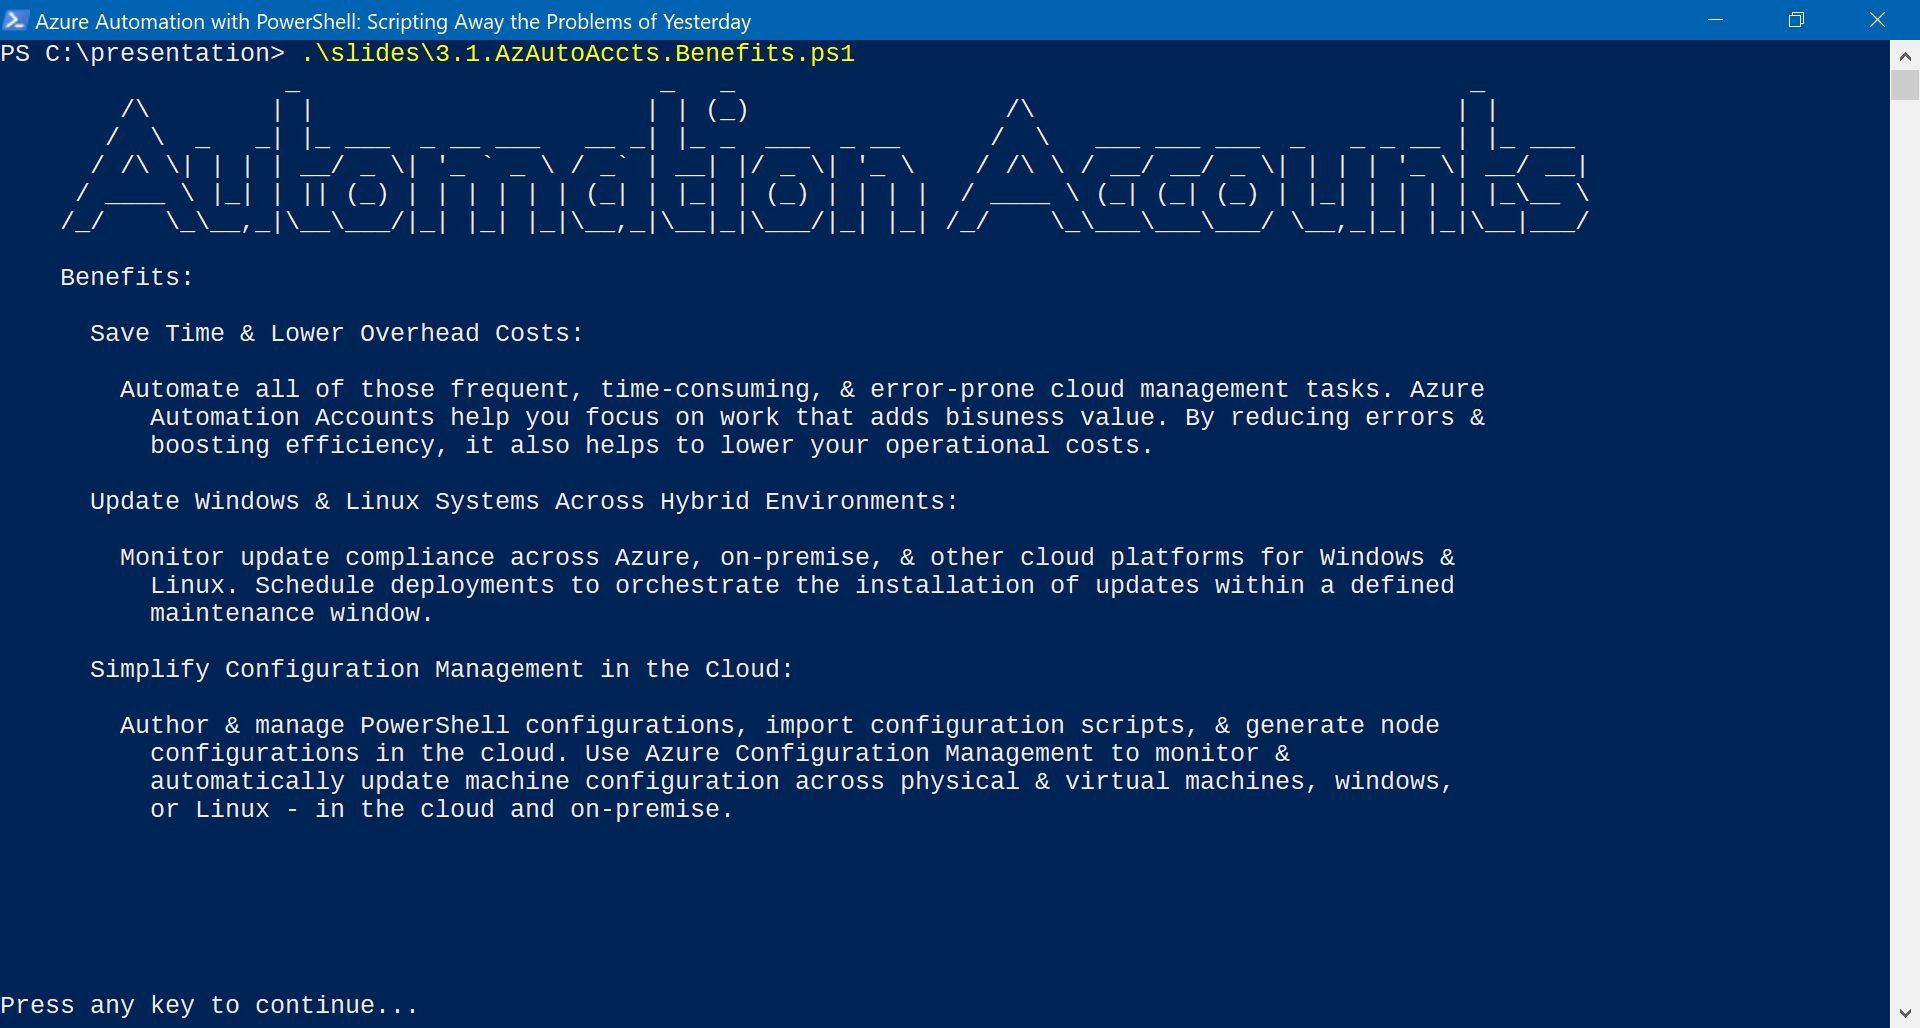 Azure Automation with PowerShell: Scripting Away the Problems of Yesterday
PS C:\presentation> .\slides\3.1.AzAutoAccts.Benefits.ps1
Automation Accounts
Benefits:
Save Time & Lower Overhead Costs:
Automate all of those frequent, time-consuming, & error-prone cloud management tasks. Azure
Automation Accounts help you focus on work that adds bisuness value. By reducing errors &
boosting efficiency, it also helps to lower your operational costs.
Update Windows & Linux Systems Across Hybrid Environments:
Monitor update compliance across Azure, on-premise, & other cloud platforms for Windows &
Linux. Schedule deployments to orchestrate the installation of updates within a defined
maintenance window.
Simplify Configuration Management in the Cloud:
Author & manage PowerShell configurations, import configuration scripts, & generate node
configurations in the cloud. Use Azure Configuration Management to monitor &
automatically update machine configuration across physical & virtual machines, windows,
or Linux - in the cloud and on-premise.
Press any key to continue...